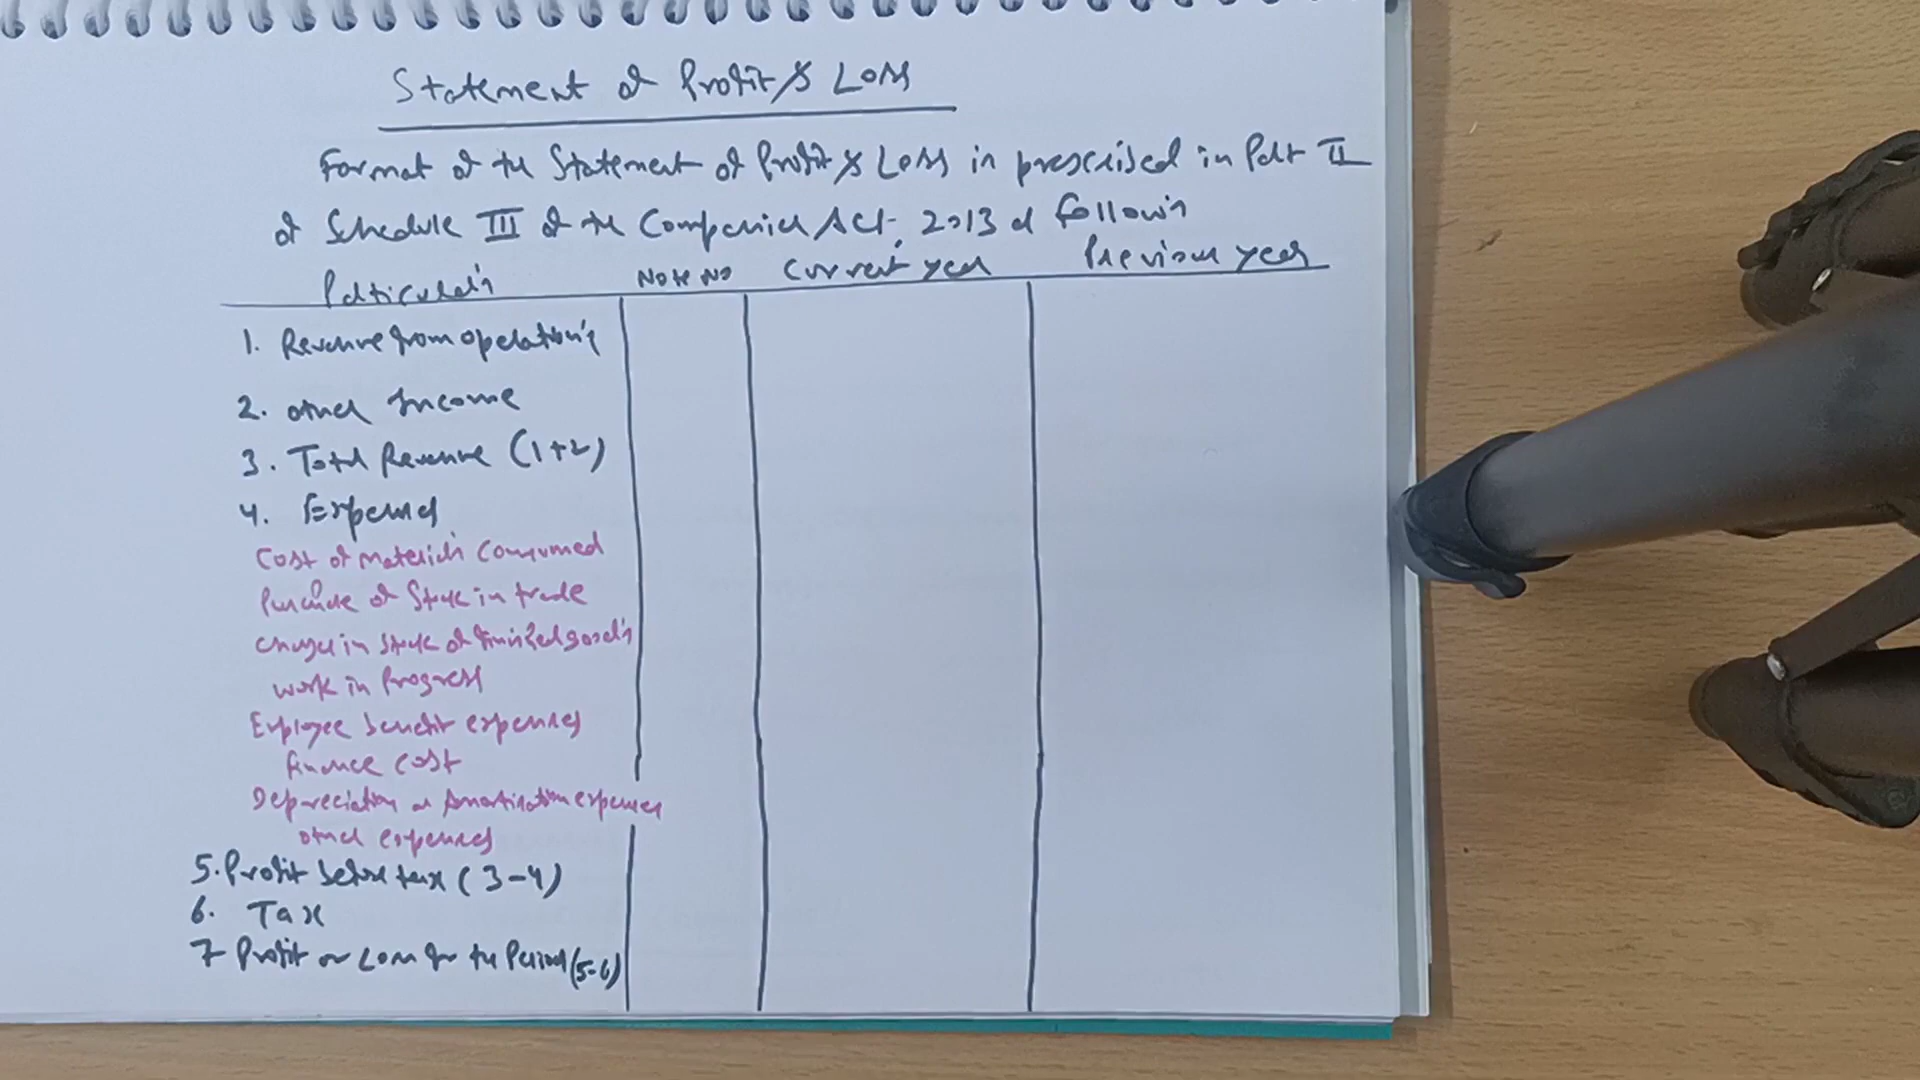 Statement of Profit & Loss
Format of the Statement of Profit & Loss is prescribed in Part II
of Schedule III of the Companies Act, 2013 as follows
Particulars Note No Current year Previous year
1. Revenue from operations
2. other Income
3. Total Revenue (1+2)
4. Expenses
Cost of materials Consumed
Purchase of Stock in trade
Changes in stock of finished goods
work in Progress
Employee benefit expenses
finance cost
Depreciation or Amortisation expenses
other expenses
5. Profit before tax (3-4)
6. Tax
7 Profit or Loss for the Period (5-6)